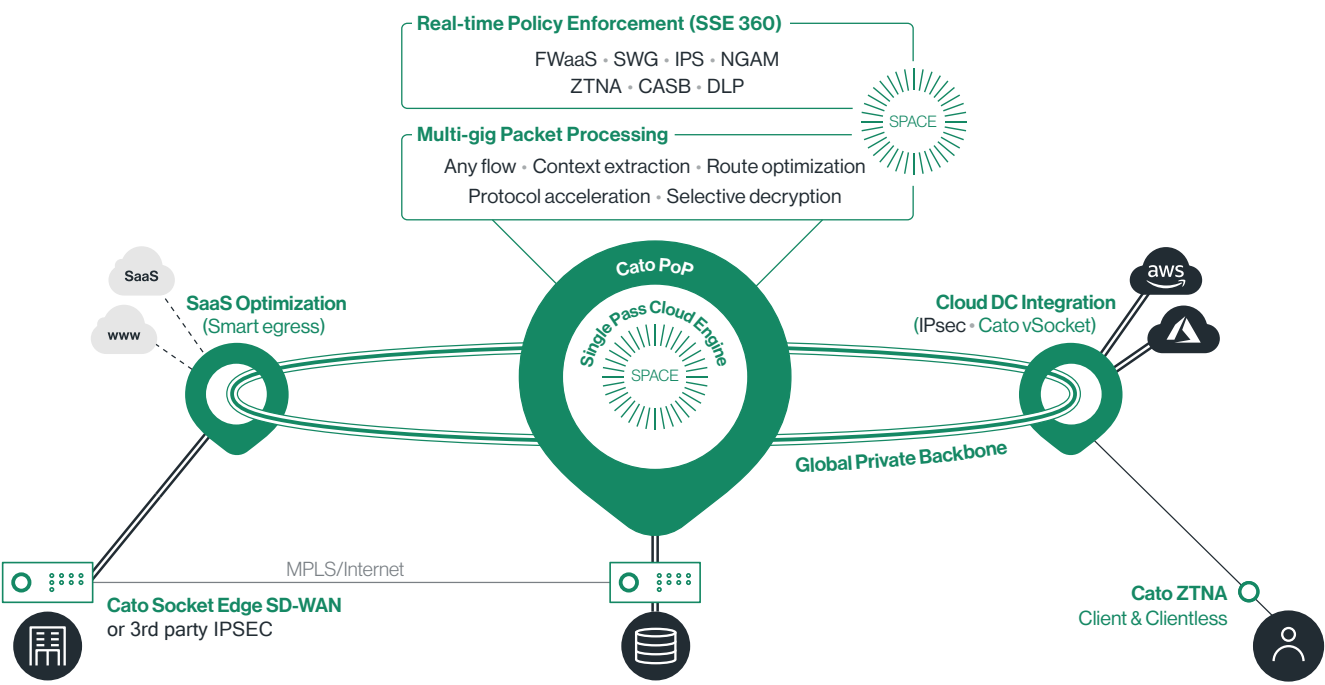 Real-time Policy Enforcement (SSE 360)
FWaaS • SWG • IPS • NGAM
ZTNA • CASB • DLP
SPACE
Multi-gig Packet Processing
Any flow • Context extraction • Route optimization
Protocol acceleration • Selective decryption
SaaS
www
SaaS Optimization
(Smart egress)
Cato PoP
Single Pass Cloud Engine
SPACE
aws
Cloud DC Integration
(IPsec • Cato vSocket)
Global Private Backbone
MPLS/Internet
Cato Socket Edge SD-WAN
or 3rd party IPSEC
Cato ZTNA
Client & Clientless